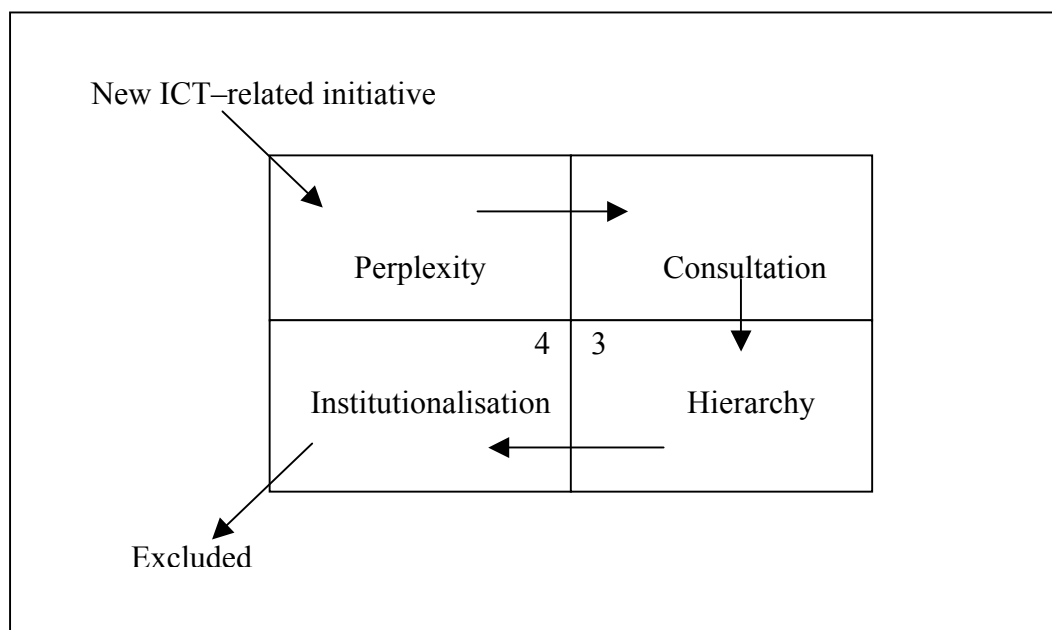 New ICT–related initiative
Perplexity
Consultation
4 3
Institutionalisation
Hierarchy
Excluded